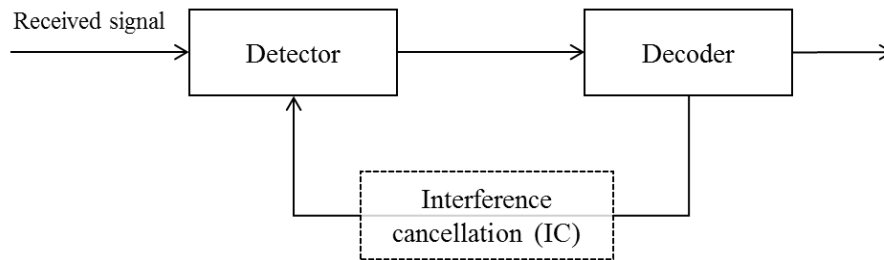 Received signal
Detector
Decoder
Interference
cancellation (IC)